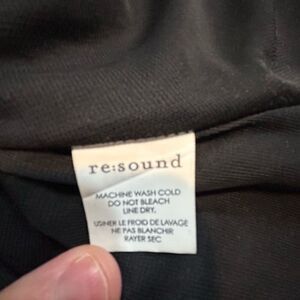 re:sound
MACHINE WASH COLD
DO NOT BLEACH
LINE DRY,
USINER LE FROID DE LAVAGE
NE PAS BLANCHIR
RAYER SEC